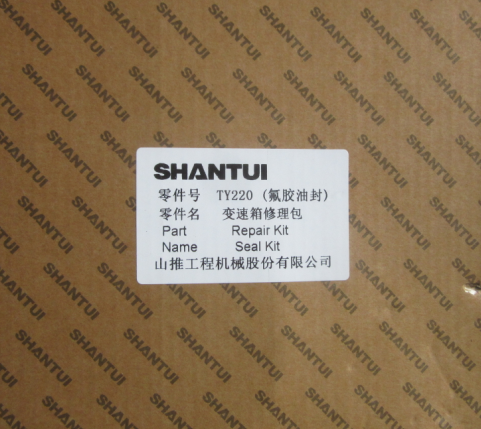 SHANTUI
零件号 TY220 (氟胶油封)
零件名 变速箱修理包
Part Repair Kit
Name Seal Kit
山推工程机械股份有限公司